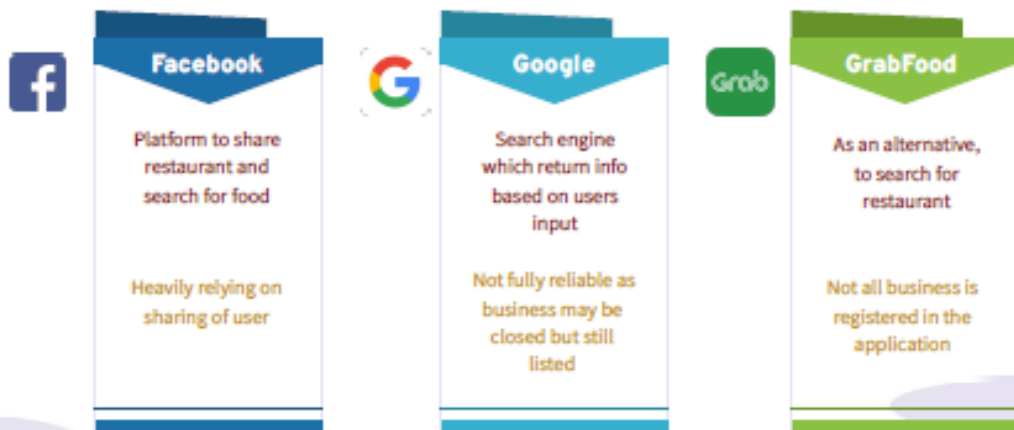 Facebook
Platform to share
restaurant and
search for food
Heavily relying on
sharing of user
Google
Search engine
which return info
based on users
input
Not fully reliable as
business may be
closed but still
listed
Grab
GrabFood
As an alternative,
to search for
restaurant
Not all business is
registered in the
application